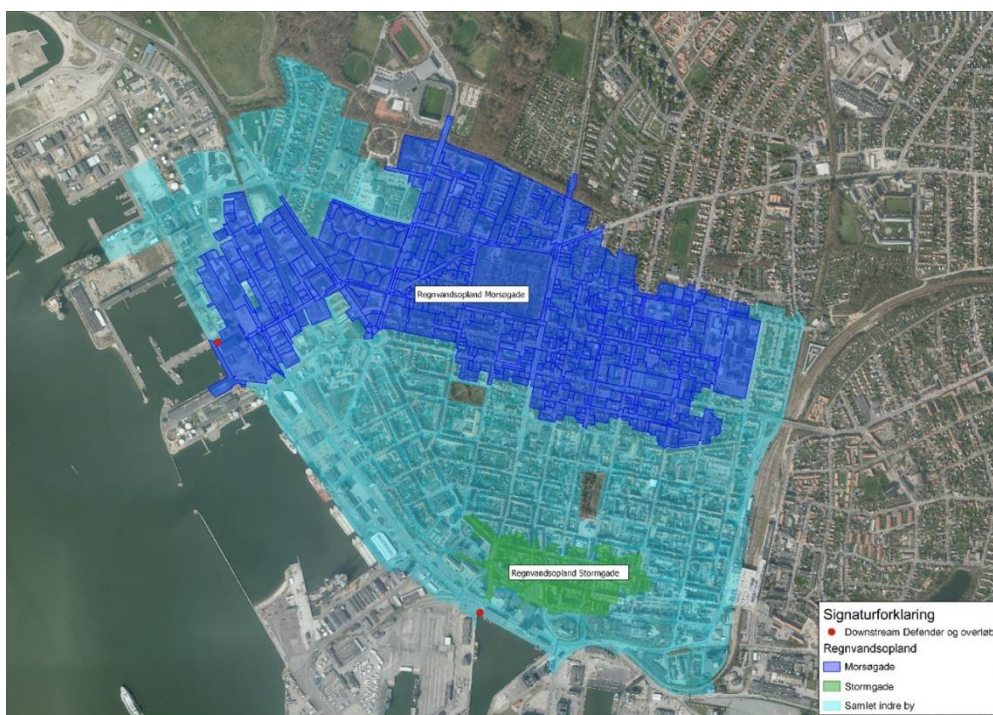 Regnvandsopland Morsøgade
Regnvandsopland Stormgade
Signaturforklaring
Downstream Defender og overløb
Regnvandsopland
Morsøgade
Stormgade
Samlet indre by